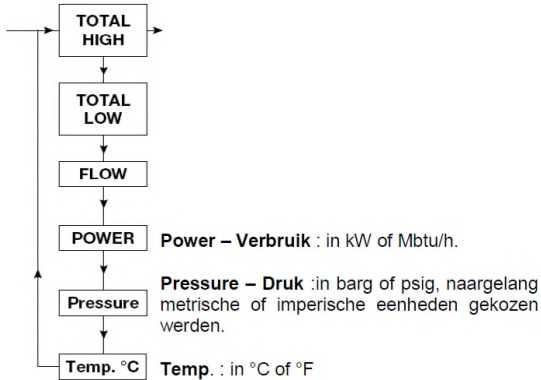 TOTAL
HIGH
TOTAL
LOW
FLOW
POWER
Power – Verbruik : in kW of Mbtu/h.
Pressure
Pressure – Druk :in barg of psig, naargelang
metrische of imperische eenheden gekozen
werden.
Temp. °C
Temp. : in °C of °F